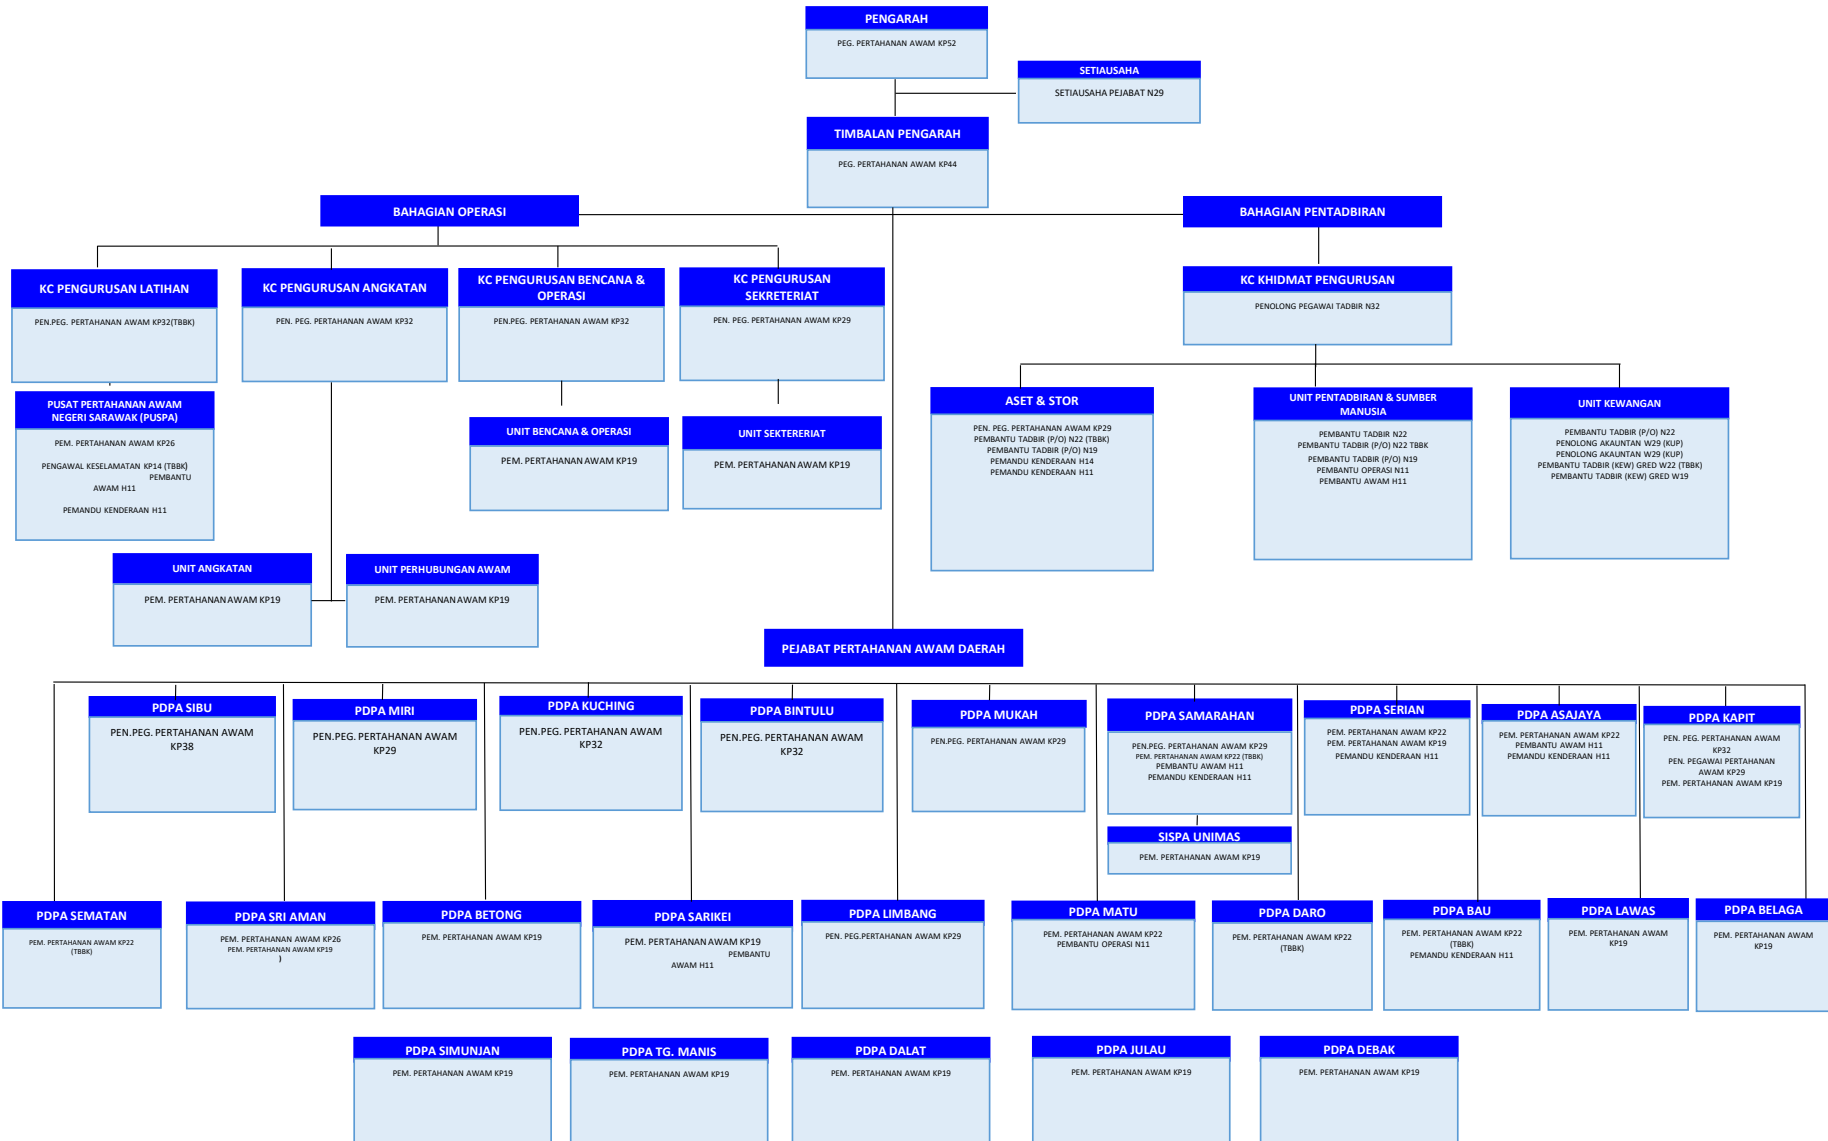 PENGARAH
PEG. PERTAHANAN AWAM KP52
SETIAUSAHA
SETIAUSAHA PEJABAT N29
TIMBALAN PENGARAH
PEG. PERTAHANAN AWAM KP44
BAHAGIAN OPERASI
BAHAGIAN PENTADBIRAN
KC PENGURUSAN LATIHAN
PEN.PEG. PERTAHANAN AWAM KP32(TBBK)
KC PENGURUSAN ANGKATAN
PEN. PEG. PERTAHANAN AWAM KP32
KC PENGURUSAN BENCANA &
OPERASI
PEN.PEG. PERTAHANAN AWAM KP32
KC PENGURUSAN
SEKRETERIAT
PEN. PEG. PERTAHANAN AWAM KP29
KC KHIDMAT PENGURUSAN
PENOLONG PEGAWAI TADBIR N32
PUSAT PERTAHANAN AWAM
NEGERI SARAWAK (PUSPA)
PEM. PERTAHANAN AWAM KP26
PENGAWAL KESELAMATAN KP14 (TBBK)
PEMBANTU
AWAM H11
PEMANDU KENDERAAN H11
UNIT BENCANA & OPERASI
PEM. PERTAHANAN AWAM KP19
UNIT SEKTERERIAT
PEM. PERTAHANAN AWAM KP19
ASET & STOR
PEN. PEG. PERTAHANAN AWAM KP29
PEMBANTU TADBIR (P/O) N22 (TBBK)
PEMBANTU TADBIR (P/O) N19
PEMANDU KENDERAAN H14
PEMANDU KENDERAAN H11
UNIT PENTADBIRAN & SUMBER
MANUSIA
PEMBANTU TADBIR N22
PEMBANTU TADBIR (P/O) N22 TBBK
PEMBANTU TADBIR (P/O) N19
PEMBANTU OPERASI N11
PEMBANTU AWAM H11
UNIT KEWANGAN
PEMBANTU TADBIR (P/O) N22
PENOLONG AKAUNTAN W29 (KUP)
PENOLONG AKAUNTAN W29 (KUP)
PEMBANTU TADBIR (KEW) GRED W22 (TBBK)
PEMBANTU TADBIR (KEW) GRED W19
UNIT ANGKATAN
PEM. PERTAHANAN AWAM KP19
UNIT PERHUBUNGAN AWAM
PEM. PERTAHANAN AWAM KP19
PEJABAT PERTAHANAN AWAM DAERAH
PDPA SIBU
PEN.PEG. PERTAHANAN AWAM
KP38
PDPA MIRI
PEN.PEG. PERTAHANAN AWAM
KP29
PDPA KUCHING
PEN.PEG. PERTAHANAN AWAM
KP32
PDPA BINTULU
PEN.PEG. PERTAHANAN AWAM
KP32
PDPA MUKAH
PEN.PEG. PERTAHANAN AWAM KP29
PDPA SAMARAHAN
PEN.PEG. PERTAHANAN AWAM KP29
PEM. PERTAHANAN AWAM KP22 (TBBK)
PEMBANTU AWAM H11
PEMANDU KENDERAAN H11
PDPA SERIAN
PEM. PERTAHANAN AWAM KP22
PEM. PERTAHANAN AWAM KP19
PEMANDU KENDERAAN H11
PDPA ASAJAYA
PEM. PERTAHANAN AWAM KP22
PEMBANTU AWAM H11
PEMANDU KENDERAAN H11
PDPA KAPIT
PEN. PEG. PERTAHANAN AWAM
KP32
PEN. PEGAWAI PERTAHANAN
AWAM KP29
PEM. PERTAHANAN AWAM KP19
SISPA UNIMAS
PEM. PERTAHANAN AWAM KP19
PDPA SEMATAN
PEM. PERTAHANAN AWAM KP22
(TBBK)
PDPA SRI AMAN
PEM. PERTAHANAN AWAM KP26
PEM. PERTAHANAN AWAM KP19
)
PDPA BETONG
PEM. PERTAHANAN AWAM KP19
PDPA SARIKEI
PEM. PERTAHANAN AWAM KP19
PEMBANTU
AWAM H11
PDPA LIMBANG
PEN. PEG.PERTAHANAN AWAM KP29
PDPA MATU
PEM. PERTAHANAN AWAM KP22
PEMBANTU OPERASI N11
PDPA DARO
PEM. PERTAHANAN AWAM KP22
(TBBK)
PDPA BAU
PEM. PERTAHANAN AWAM KP22
(TBBK)
PEMANDU KENDERAAN H11
PDPA LAWAS
PEM. PERTAHANAN AWAM
KP19
PDPA BELAGA
PEM. PERTAHANAN AWAM
KP19
PDPA SIMUNJAN
PEM. PERTAHANAN AWAM KP19
PDPA TG. MANIS
PEM. PERTAHANAN AWAM KP19
PDPA DALAT
PEM. PERTAHANAN AWAM KP19
PDPA JULAU
PEM. PERTAHANAN AWAM KP19
PDPA DEBAK
PEM. PERTAHANAN AWAM KP19